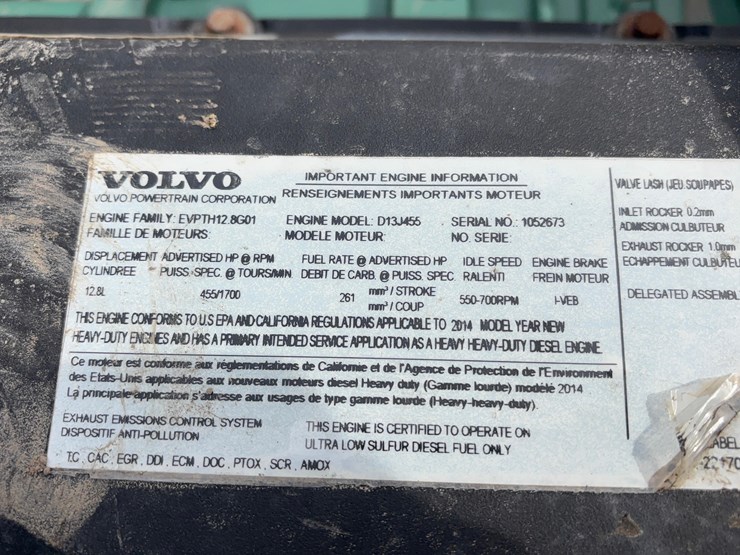 VOLVO
VOLVO POWERTRAIN CORPORATION
IMPORTANT ENGINE INFORMATION
RENSEIGNEMENTS IMPORTANTS MOTEUR
ENGINE FAMILY: EVPTH12.8G01 ENGINE MODEL: D13J455 SERIAL NO.: 1052673
FAMILLE DE MOTEURS: MODELE MOTEUR: NO. SERIE:
DISPLACEMENT ADVERTISED HP @ RPM FUEL RATE @ ADVERTISED HP IDLE SPEED ENGINE BRAKE
CYLINDREE PUISS. SPEC. @ TOURS/MIN DEBIT DE CARB. @ PUISS. SPEC RALENTI FREIN MOTEUR
12.8L 455/1700 261 mm³/ STROKE 550-700RPM I-VEB
mm³/ COUP
THIS ENGINE CONFORMS TO U.S EPA AND CALIFORNIA REGULATIONS APPLICABLE TO 2014 MODEL YEAR NEW
HEAVY-DUTY ENGINES AND HAS A PRIMARY INTENDED SERVICE APPLICATION AS A HEAVY HEAVY-DUTY DIESEL ENGINE.
Ce moteur est conforme aux réglementations de Californie et de l'Agence de Protection de l'Environment
des Etats-Unis applicables aux nouveaux moteurs diesel Heavy duty (Gamme lourde) modèle 2014
La principale application s'adresse aux usages de type gamme lourde (Heavy-heavy-duty).
EXHAUST EMISSIONS CONTROL SYSTEM
DISPOSITIF ANTI-POLLUTION
TC, CAC, EGR, DDI, ECM, DOC, PTOX, SCR, AMOX
THIS ENGINE IS CERTIFIED TO OPERATE ON
ULTRA LOW SULFUR DIESEL FUEL ONLY
VALVE LASH (JEU.SOUPAPES)
INLET ROCKER 0.2mm
ADMISSION CULBUTEUR
EXHAUST ROCKER 1.0mm
ECHAPPEMENT CULBUTEU
DELEGATED ASSEMBL
LABEL